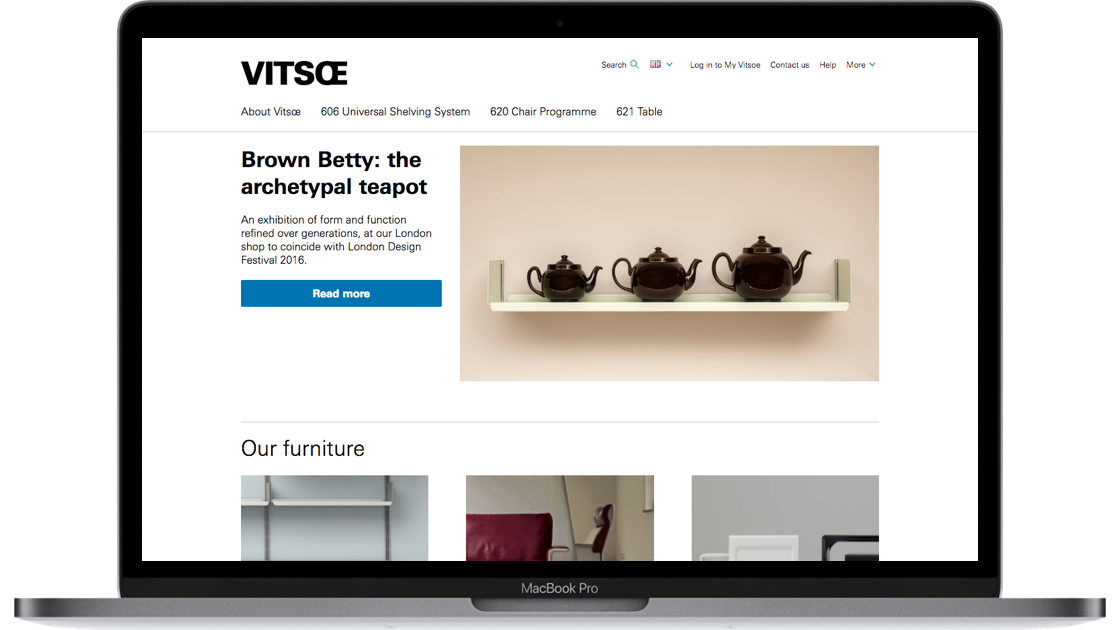 VITSŒ
Search
Log in to My Vitsoe Contact us Help More
About Vitsœ 606 Universal Shelving System 620 Chair Programme 621 Table
Brown Betty: the
archetypal teapot
An exhibition of form and function
refined over generations, at our London
shop to coincide with London Design
Festival 2016.
Read more
Our furniture
MacBook Pro